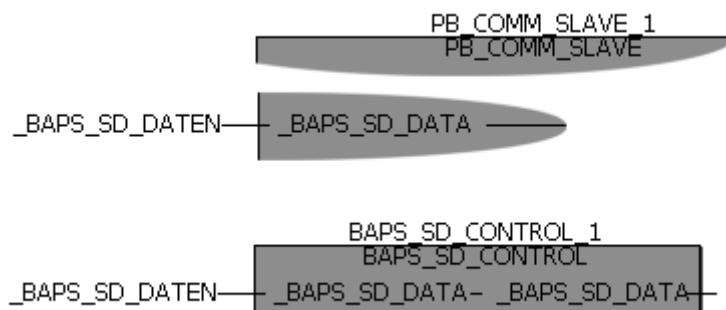 PB_COMM_SLAVE_1
PB_COMM_SLAVE
_BAPS_SD_DATEN _BAPS_SD_DATA
BAPS_SD_CONTROL_1
BAPS_SD_CONTROL
_BAPS_SD_DATEN _BAPS_SD_DATA _BAPS_SD_DATA